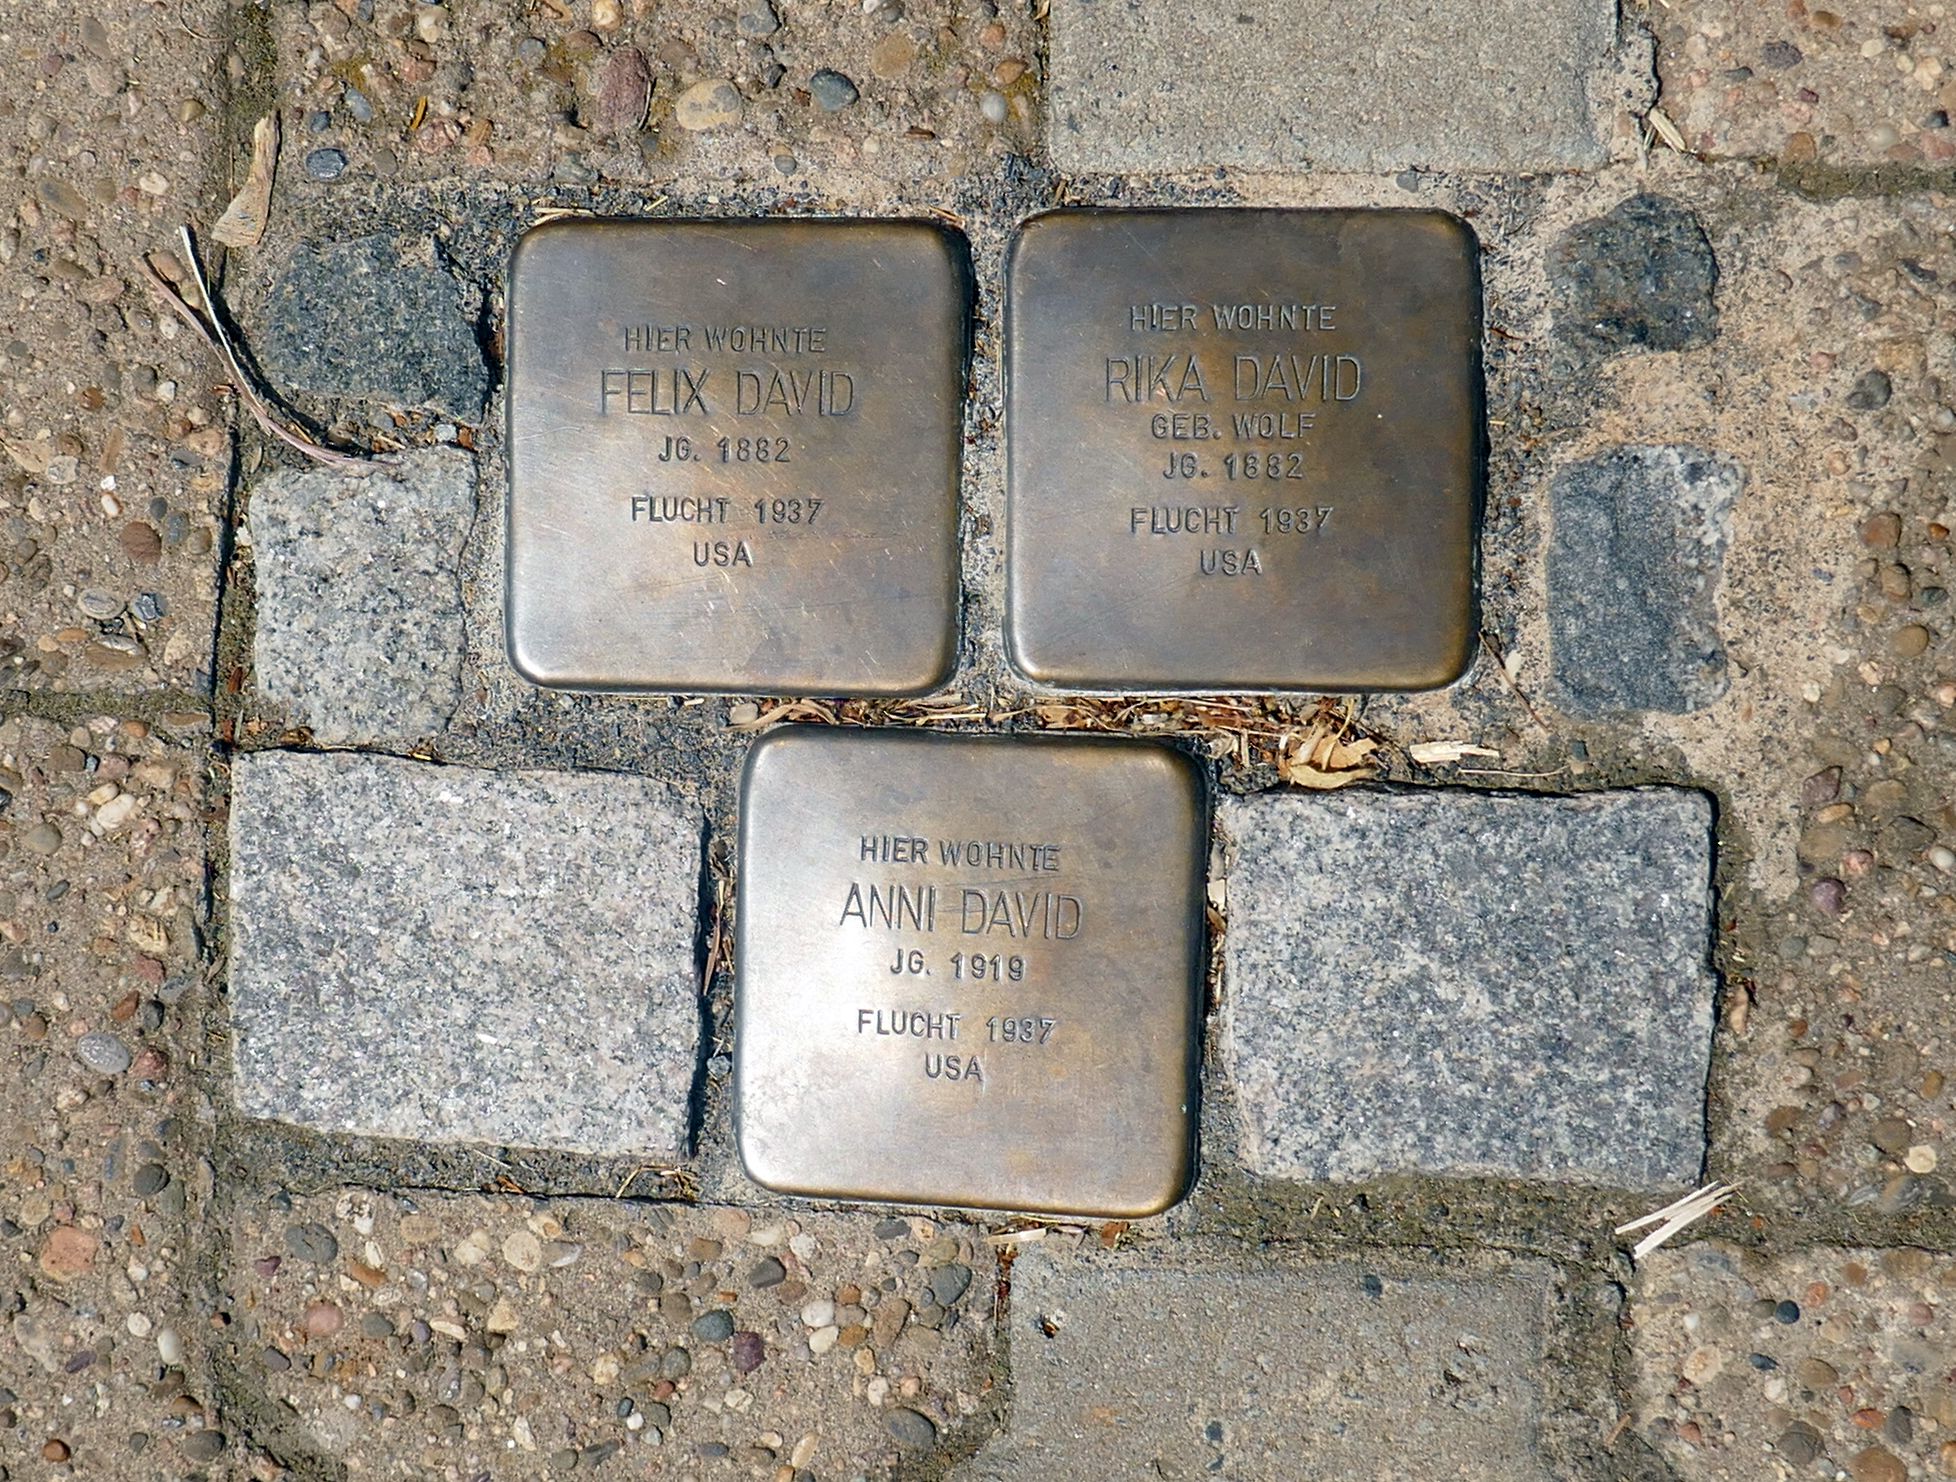 HIER WOHNTE
FELIX DAVID
JG. 1882
FLUCHT 1937
USA
HIER WOHNTE
RIKA DAVID
GEB. WOLF
JG. 1882
FLUCHT 1937
USA
HIER WOHNTE
ANNI DAVID
JG. 1919
FLUCHT 1937
USA